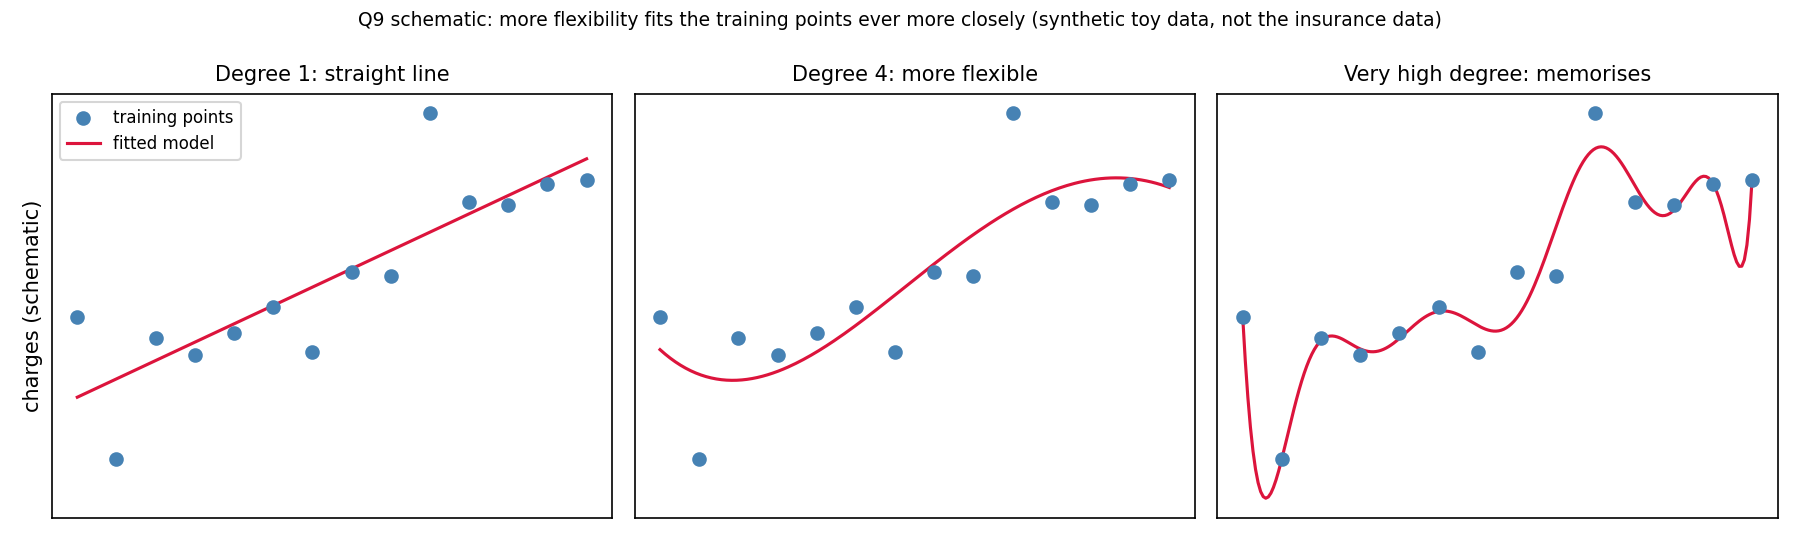 Q9 schematic: more flexibility fits the training points ever more closely (synthetic toy data, not the insurance data)
Degree 1: straight line
Degree 4: more flexible
Very high degree: memorises
training points
fitted model
charges (schematic)